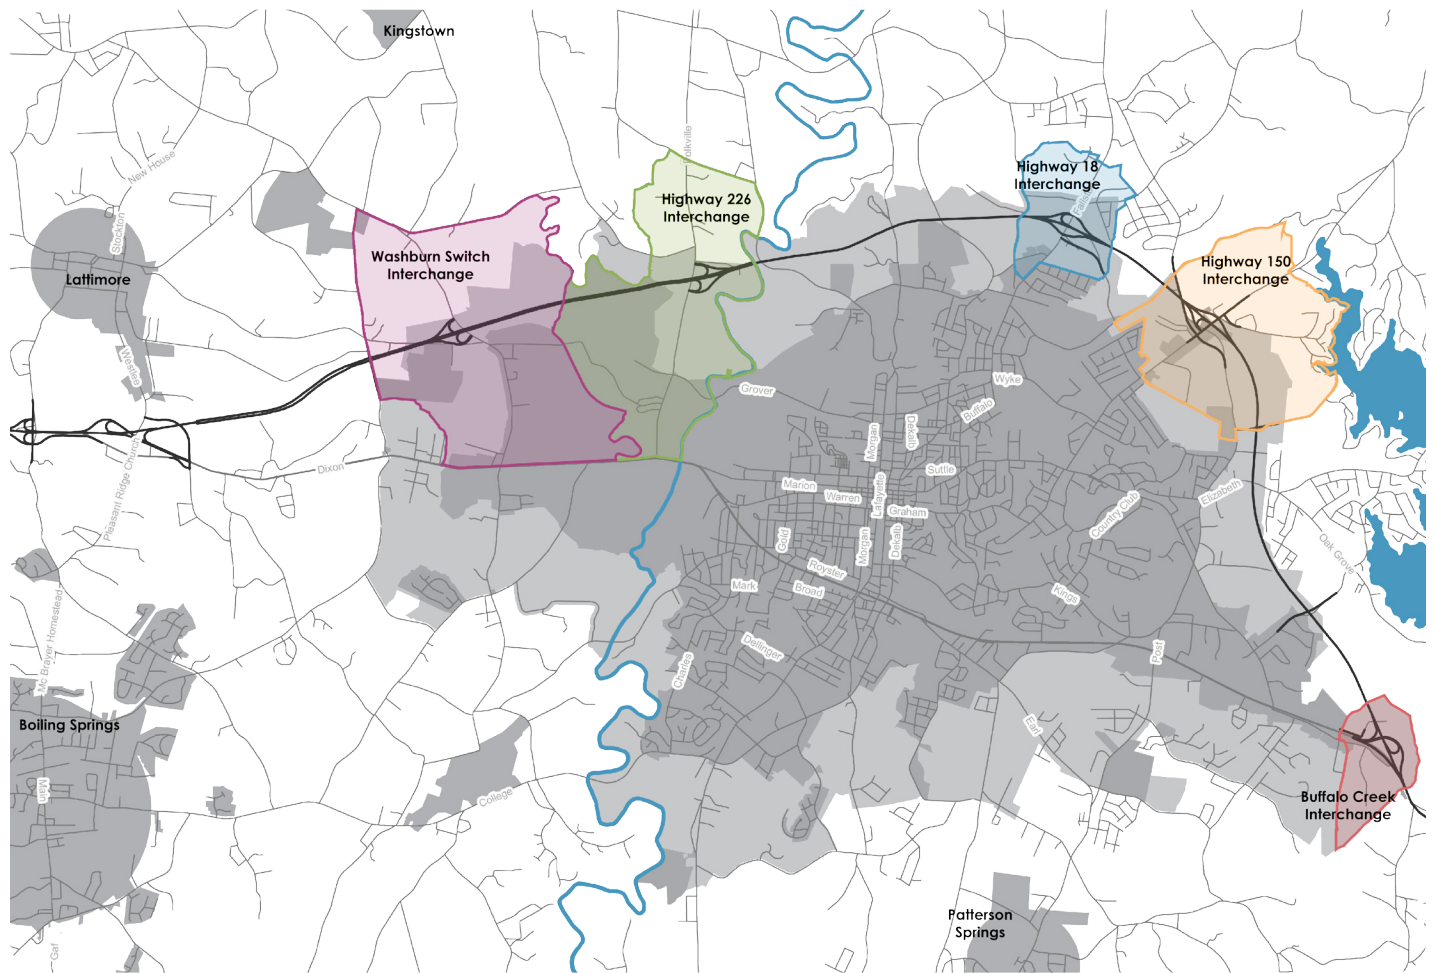 Kingstown
New House
Polkville
Stockton
Highway 226
Interchange
Highway 18
Interchange
Falls
Washburn Switch
Interchange
Lattimore
Highway 150
Interchange
Westlee
Grover
Wyke
Buffalo
Dekalb
Morgan
Pleasant Ridge Church
Dixon
Suttle
Marion
Warren
Lafayette
Graham
Country Club
Elizabeth
Gold
Morgan
Dekalb
Oak Grove
Royster
Mark
Broad
Kings
Mc Brayer Homestead
Dellinger
Charles
Post
Boiling Springs
Earl
Main
College
Buffalo Creek
Interchange
Patterson
Springs
Gaf